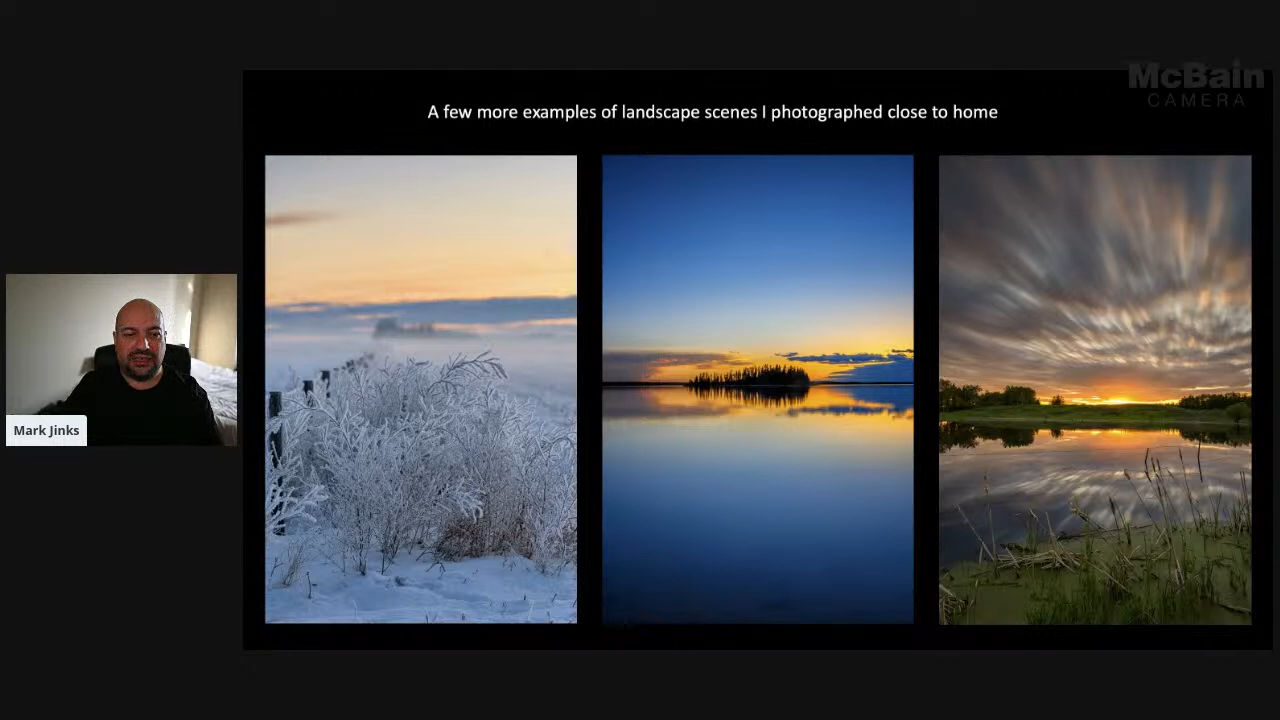 McBain
CAMERA
A few more examples of landscape scenes I photographed close to home
Mark Jinks